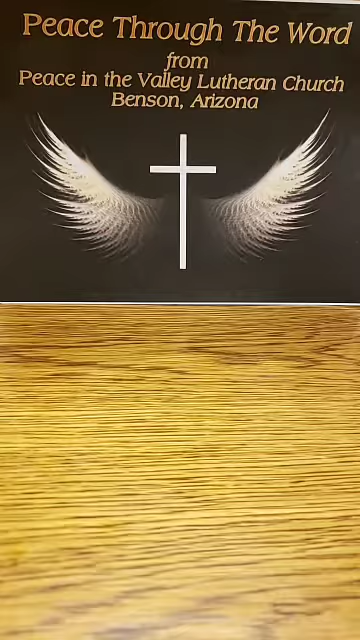 Peace Through The Word
from
Peace in the Valley Lutheran Church
Benson, Arizona